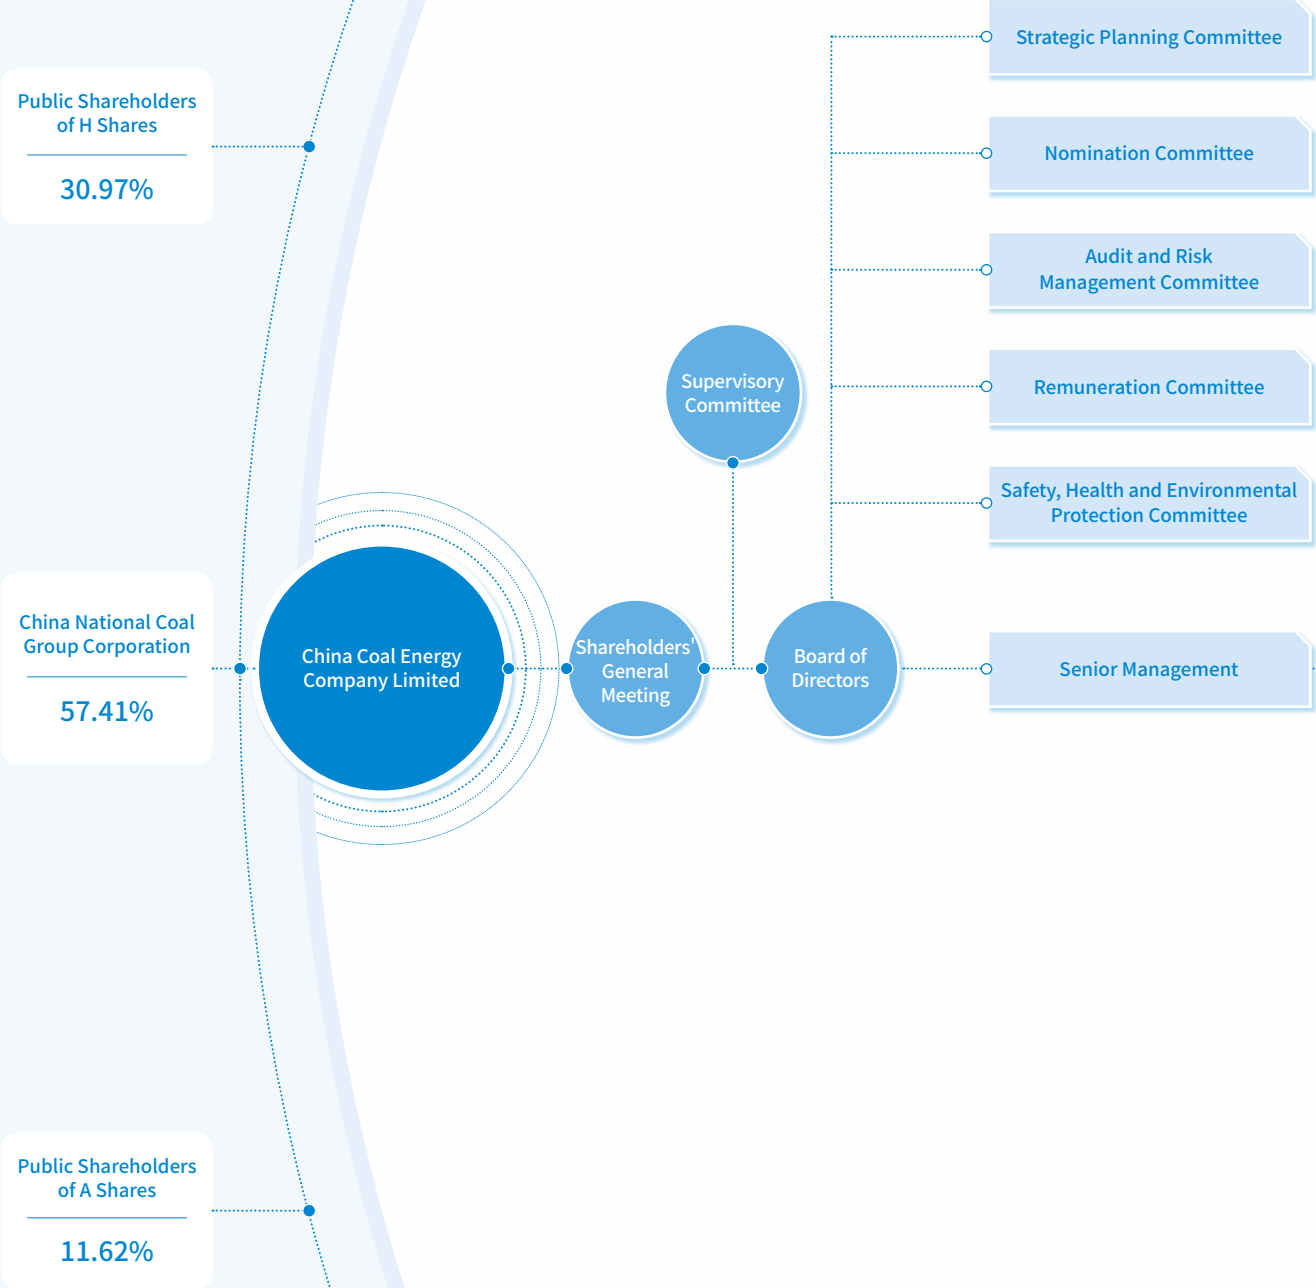 Public Shareholders
of H Shares
30.97%
China National Coal
Group Corporation
57.41%
Public Shareholders
of A Shares
11.62%
China Coal Energy
Company Limited
Shareholders'
General
Meeting
Supervisory
Committee
Board of
Directors
Strategic Planning Committee
Nomination Committee
Audit and Risk
Management Committee
Remuneration Committee
Safety, Health and Environmental
Protection Committee
Senior Management